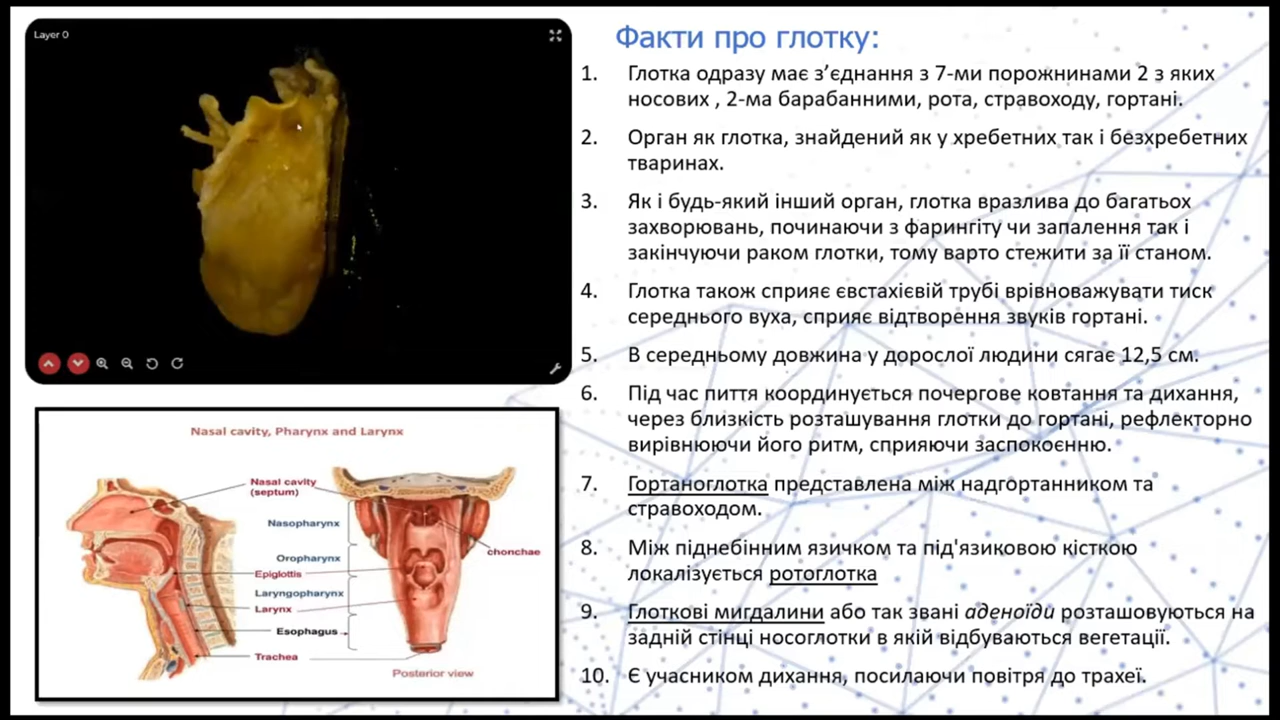 Layer 0
Факти про глотку:
1. Глотка одразу має з’єднання з 7-ми порожнинами 2 з яких
носових , 2-ма барабанними, рота, стравоходу, гортані.
2. Орган як глотка, знайдений як у хребетних так і безхребетних
тваринах.
3. Як і будь-який інший орган, глотка вразлива до багатьох
захворювань, починаючи з фарингіту чи запалення так і
закінчуючи раком глотки, тому варто стежити за її станом.
4. Глотка також сприяє євстахієвій трубі врівноважувати тиск
середнього вуха, сприяє відтворення звуків гортані.
5. В середньому довжина у дорослої людини сягає 12,5 см.
6. Під час пиття координується почергове ковтання та дихання,
через близкість розташування глотки до гортані, рефлекторно
вирівнюючи його ритм, сприяючи заспокоєнню.
7. Гортаноглотка представлена між надгортанником та
стравоходом.
8. Між піднебінним язичком та під'язиковою кісткою
локалізується ротоглотка
9. Глоткові мигдалини або так звані аденоїди розташовуються на
задній стінці носоглотки в якій відбуваються вегетації.
10. Є учасником дихання, посилаючи повітря до трахеї.
Nasal cavity, Pharynx and Larynx
Nasal cavity
(septum)
Nasopharynx
chonchae
Oropharynx
Epiglottis
Laryngopharynx
Larynx
Esophagus
Trachea
Posterior view